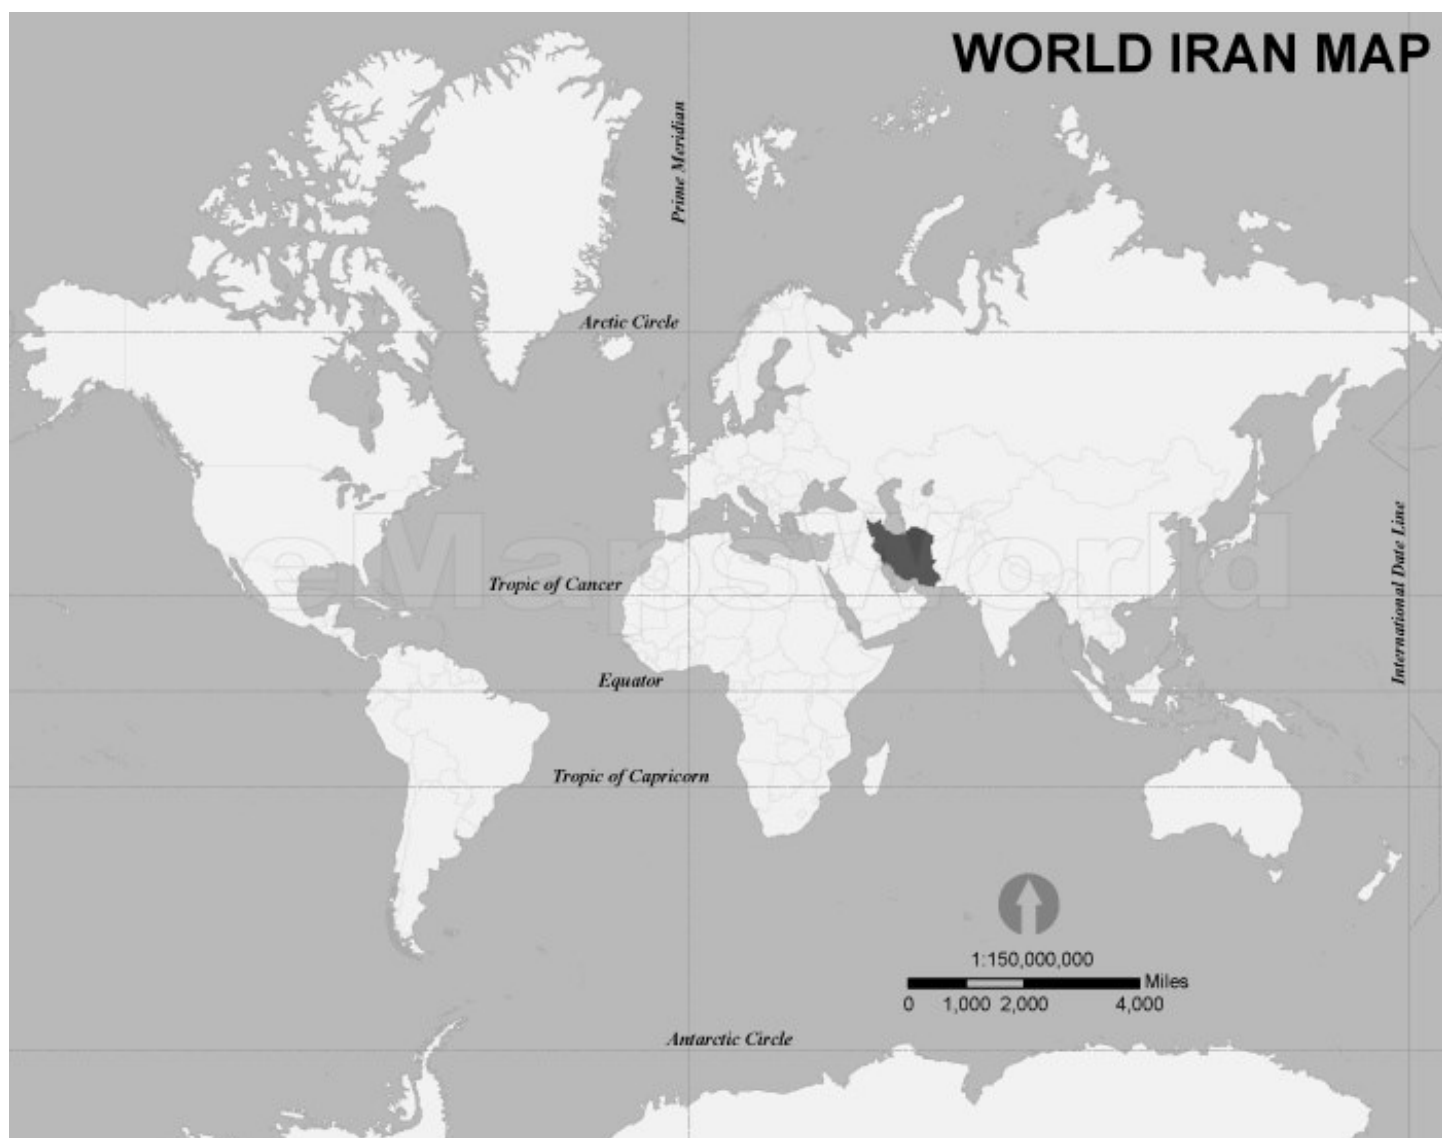 WORLD IRAN MAP
Prime Meridian
Arctic Circle
eMapsWorld
Tropic of Cancer
International Date Line
Equator
Tropic of Capricorn
1:150,000,000
Miles
0 1,000 2,000 4,000
Antarctic Circle